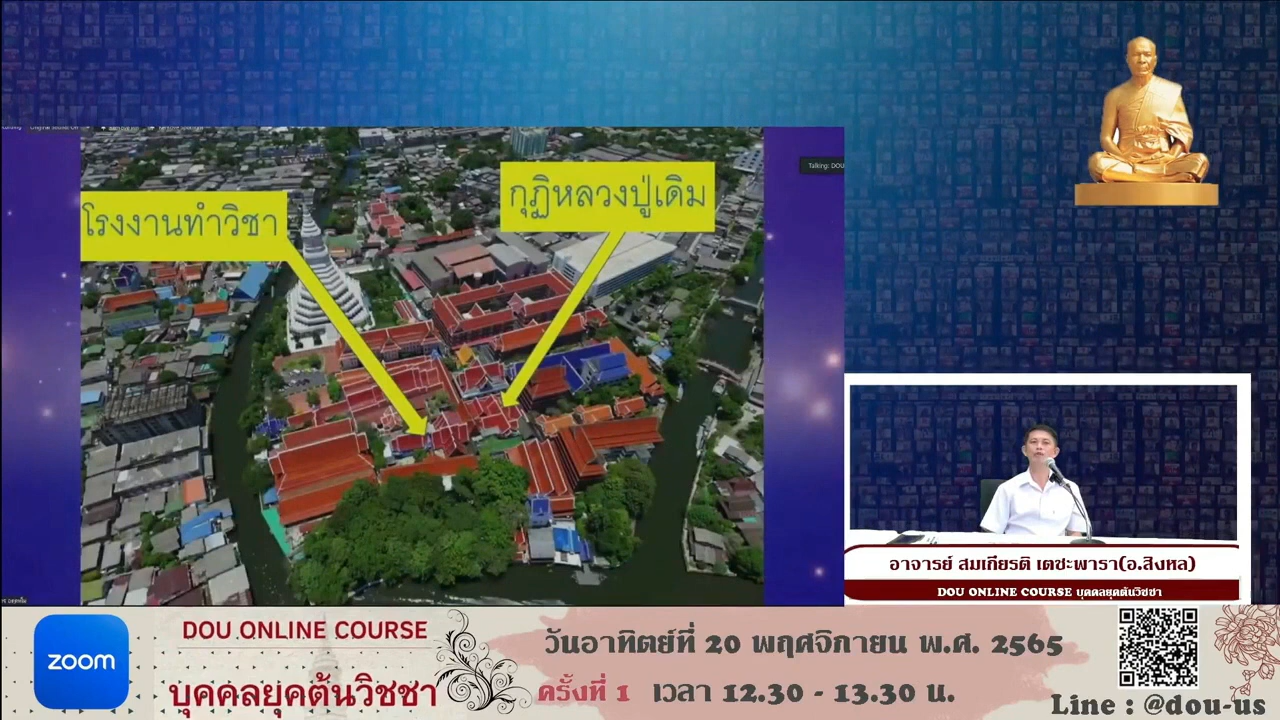 Talking: DOU
โรงงานทำวิชา
กุฏิหลวงปู่เดิม
อาจารย์ สมเกียรติ เตชะพารา(อ.สิงหล)
DOU ONLINE COURSE บุคคลยุคต้นวิชชา
zoom
DOU ONLINE COURSE
บุคคลยุคต้นวิชชา
วันอาทิตย์ที่ 20 พฤศจิกายน พ.ศ. 2565
ครั้งที่ 1 เวลา 12.30 - 13.30 น.
Line : @dou-us